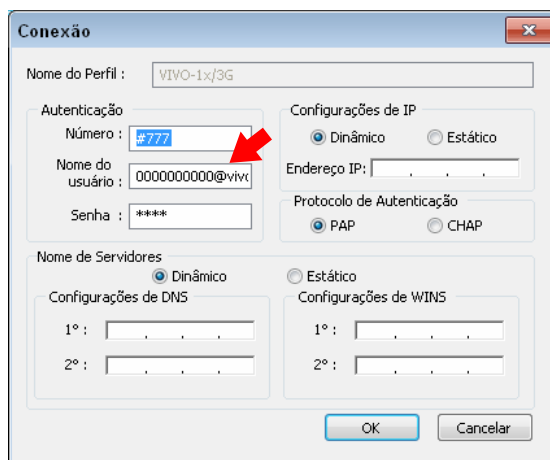 Conexão
Nome do Perfil : VIVO-1x/3G
Autenticação
Número : #777
Nome do
usuário : 0000000000@vivo
Senha : ****
Configurações de IP
Dinâmico Estático
Endereço IP: . . .
Protocolo de Autenticação
PAP CHAP
Nome de Servidores
Dinâmico Estático
Configurações de DNS
1º : . . .
2º : . . .
Configurações de WINS
1º : . . .
2º : . . .
OK Cancelar